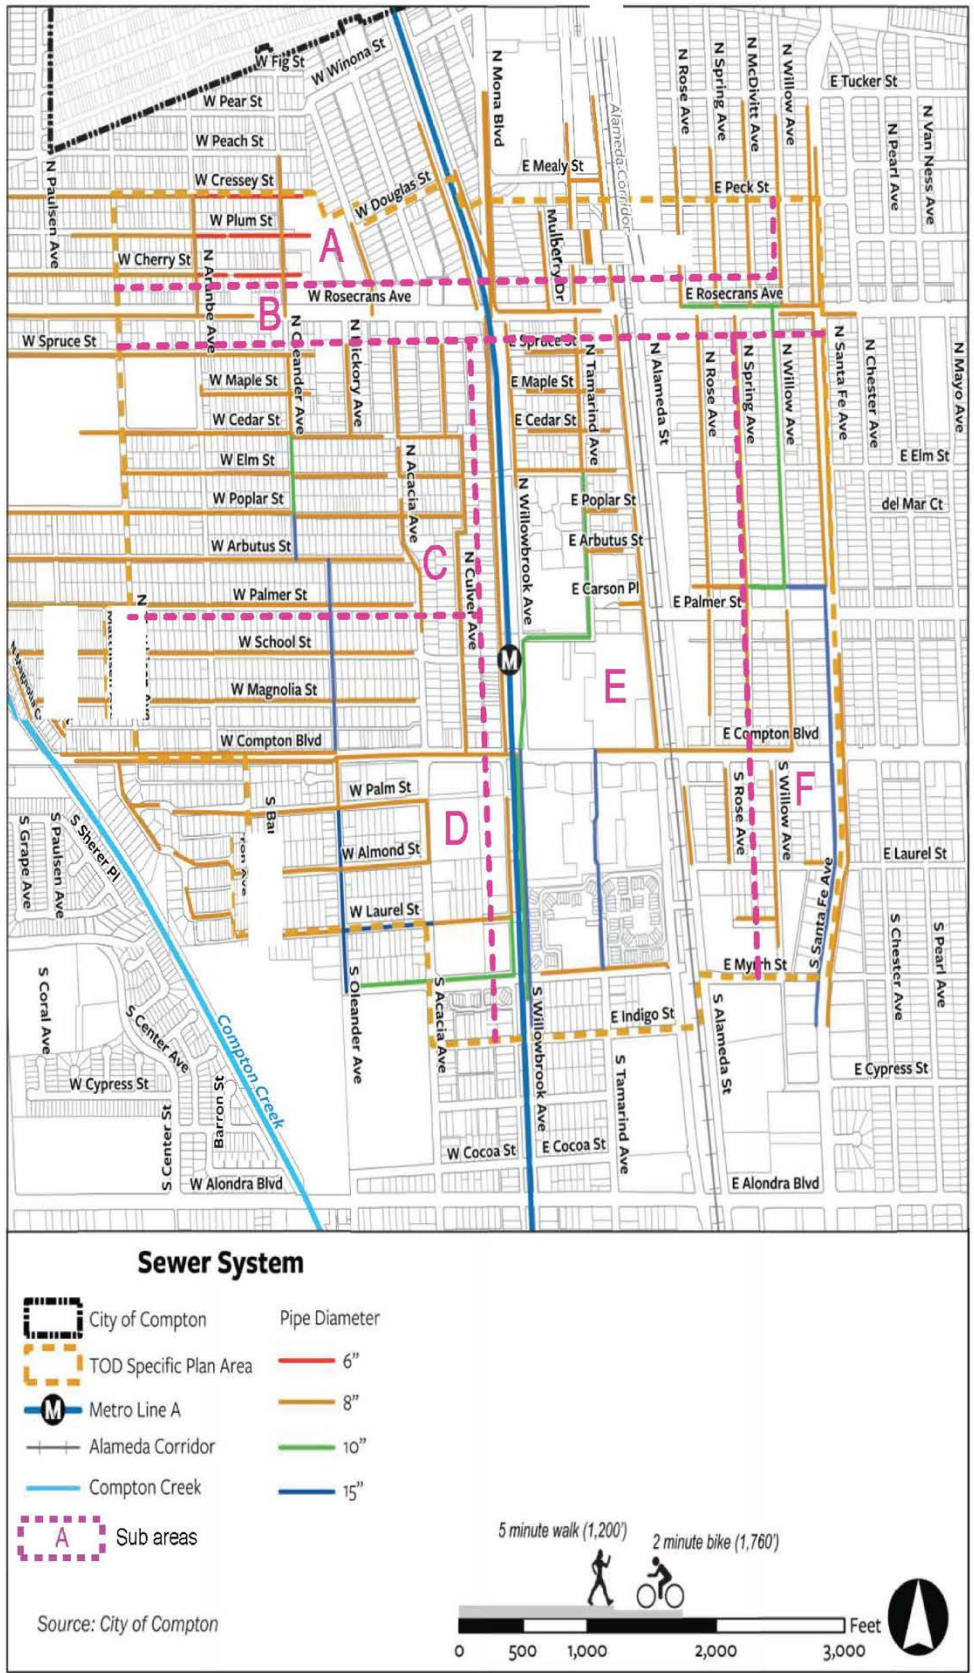 W Fig St
W Winona St
W Pear St
W Peach St
W Cressey St
W Plum St
W Cherry St
N Paulsen Ave
N Aranbe Ave
W Douglas St
A
N Mona Blvd
E Mealy St
Mulberry Dr
Alameda Corridor
N Rose Ave
N Spring Ave
N McDivitt Ave
N Willow Ave
E Tucker St
N Pearl Ave
N Van Ness Ave
E Peck St
E Rosecrans Ave
W Rosecrans Ave
B
W Spruce St
E Spruce St
W Maple St
E Maple St
W Cedar St
E Cedar St
N Oleander Ave
N Hickory Ave
N Tamarind Ave
N Alameda St
N Rose Ave
N Spring Ave
N Willow Ave
N Santa Fe Ave
N Chester Ave
N Mayo Ave
W Elm St
E Elm St
W Poplar St
E Poplar St
del Mar Ct
N Acacia Ave
W Arbutus St
E Arbutus St
N Willowbrook Ave
C
N Culver Ave
W Palmer St
E Carson Pl
E Palmer St
N
W School St
M
W Magnolia St
E
W Compton Blvd
E Compton Blvd
W Palm St
S Rose Ave
S Willow Ave
F
D
W Almond St
E Laurel St
S Grape Ave
S Paulsen Ave
S Sherer Pl
S Bar
W Laurel St
S Santa Fe Ave
S Chester Ave
S Pearl Ave
E Myrrh St
S Coral Ave
S Center Ave
Compton Creek
S Oleander Ave
S Acacia Ave
S Willowbrook Ave
E Indigo St
S Alameda St
S Tamarind Ave
W Cypress St
E Cypress St
S Center St
Barron St
W Cocoa St
E Cocoa St
W Alondra Blvd
E Alondra Blvd
Sewer System
City of Compton
TOD Specific Plan Area
M
Metro Line A
Alameda Corridor
Compton Creek
A
Sub areas
Pipe Diameter
6”
8”
10”
15”
Source: City of Compton
5 minute walk (1,200')
2 minute bike (1,760')
Feet
0
500
1,000
2,000
3,000